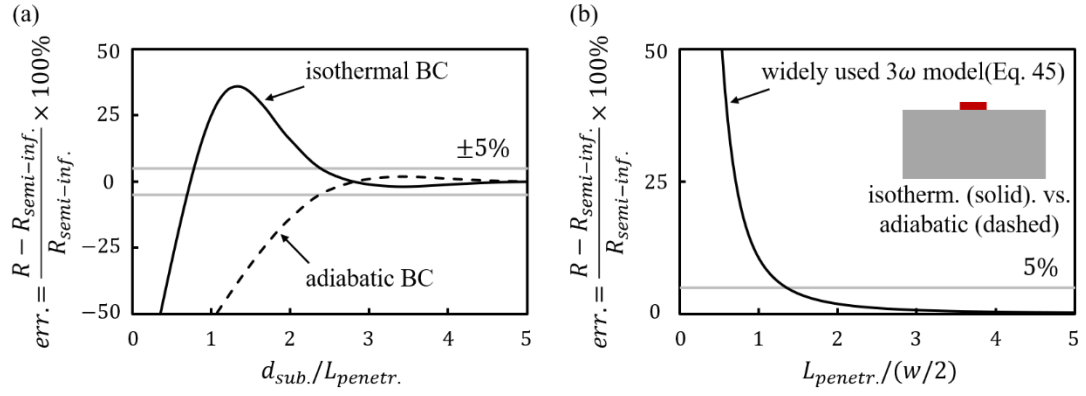 (a)
err. = (R − R_semi−inf.) / R_semi−inf. × 100%
50
25
0
−25
−50
isothermal BC
±5%
adiabatic BC
0
1
2
3
4
5
d_sub./L_penetr.
(b)
err. = (R − R_semi−inf.) / R_semi−inf. × 100%
50
25
0
widely used 3ω model(Eq. 45)
isotherm. (solid). vs.
adiabatic (dashed)
5%
0
1
2
3
4
5
L_penetr./(w/2)